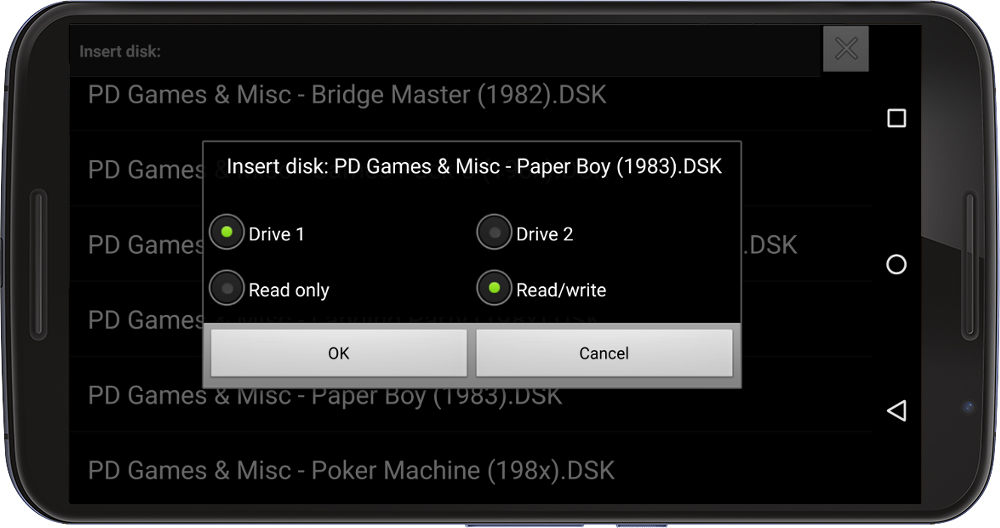 Insert disk:
PD Games & Misc - Bridge Master (1982).DSK
PD Games
Insert disk: PD Games & Misc - Paper Boy (1983).DSK
PD Games
.DSK
Drive 1
Drive 2
Read only
Read/write
PD Games & Misc -
OK
Cancel
PD Games & Misc - Paper Boy (1983).DSK
PD Games & Misc - Poker Machine (198x).DSK